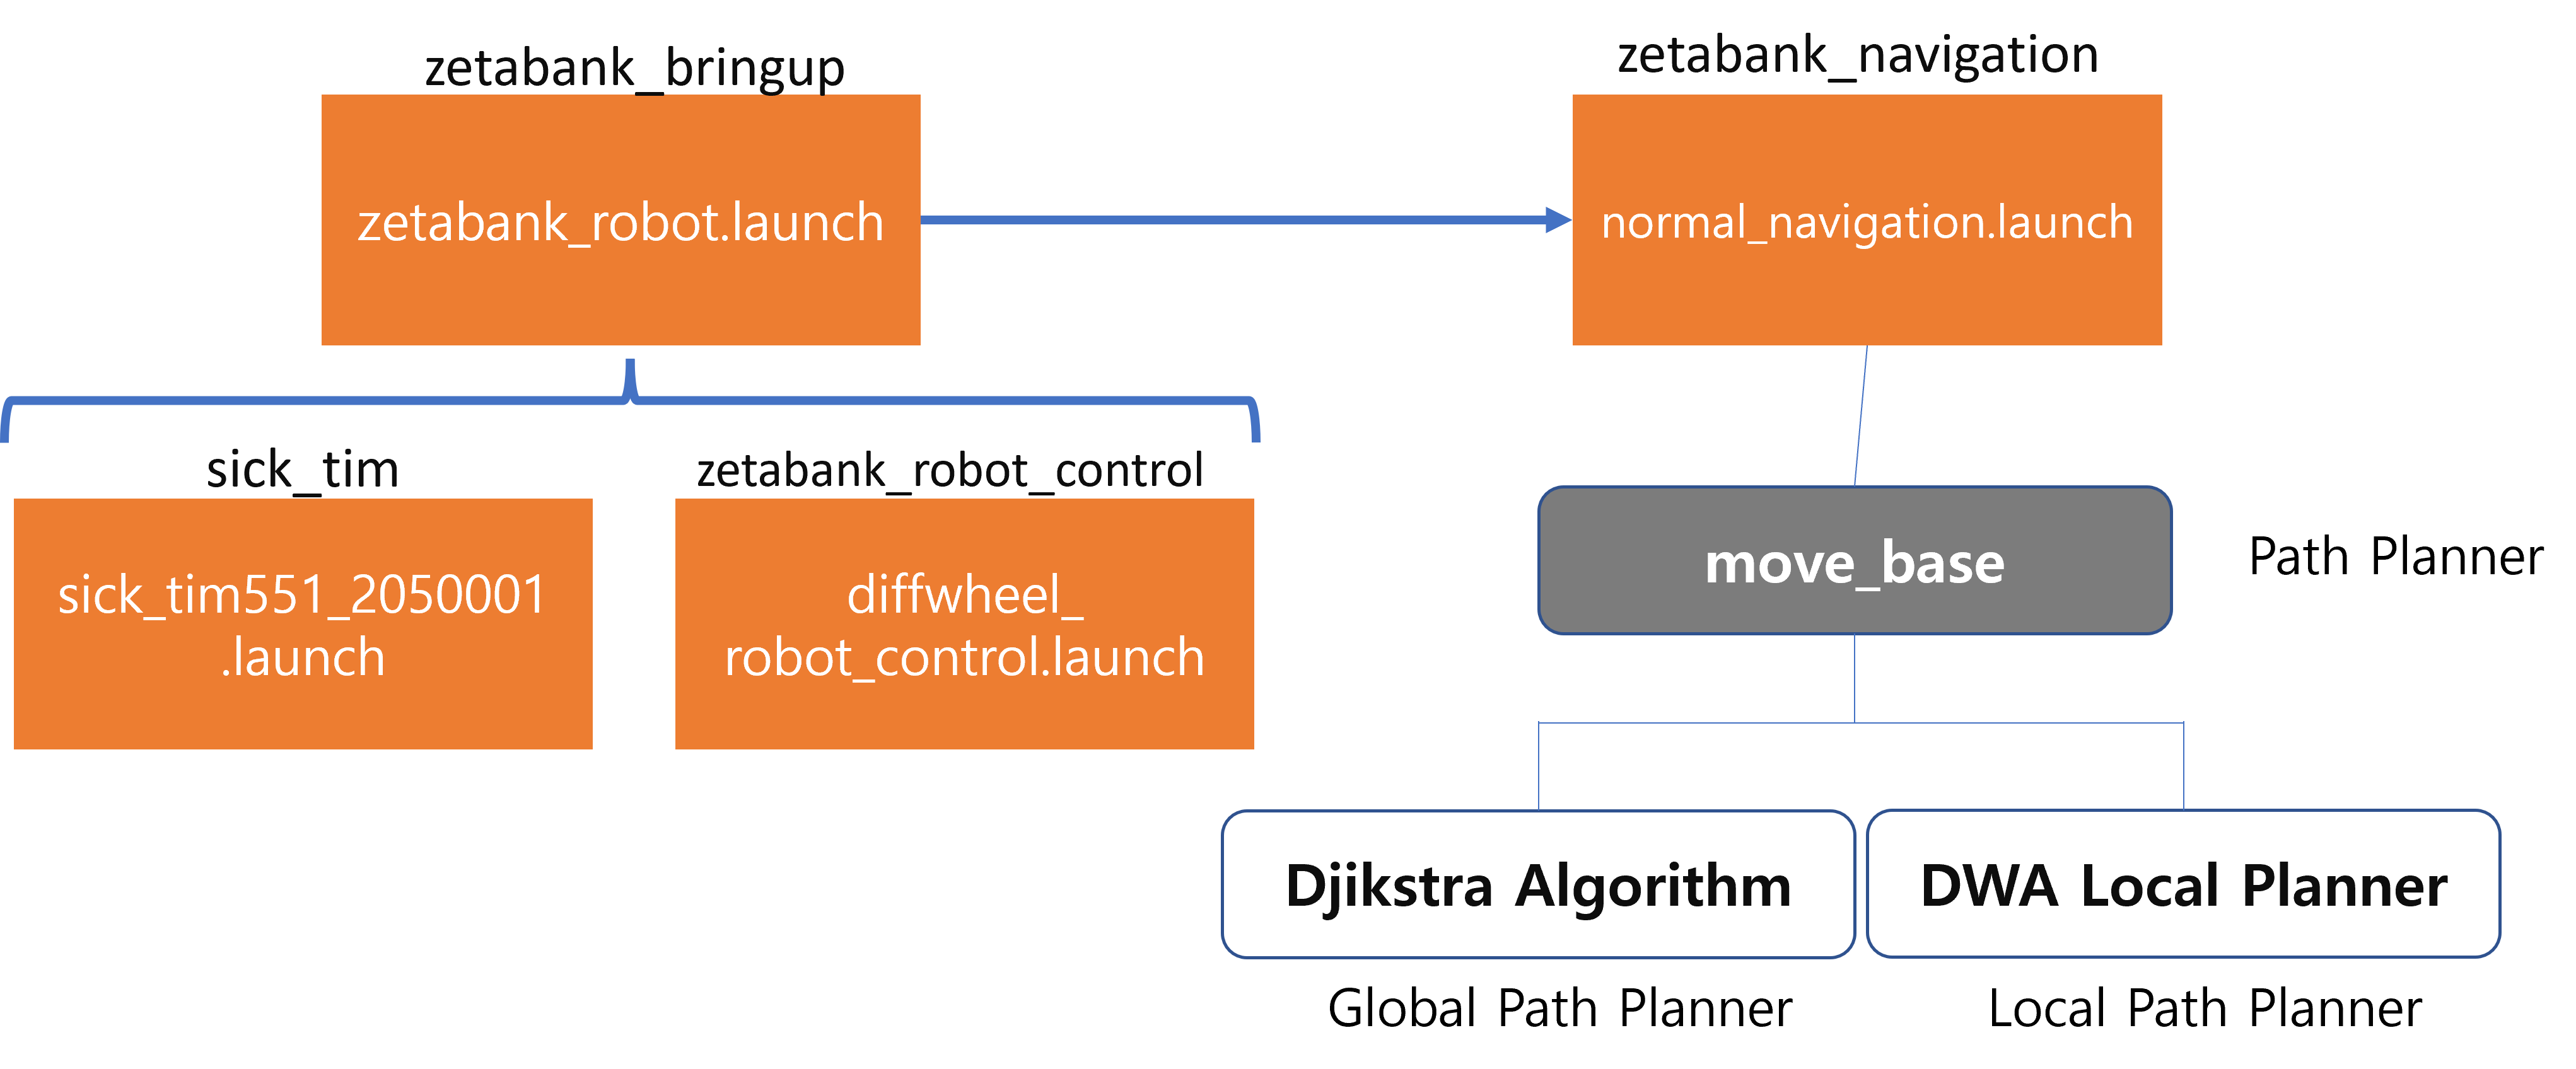 zetabank_bringup
zetabank_navigation
zetabank_robot.launch
normal_navigation.launch
sick_tim
zetabank_robot_control
sick_tim551_2050001
.launch
diffwheel_
robot_control.launch
move_base
Path Planner
Djikstra Algorithm
DWA Local Planner
Global Path Planner
Local Path Planner